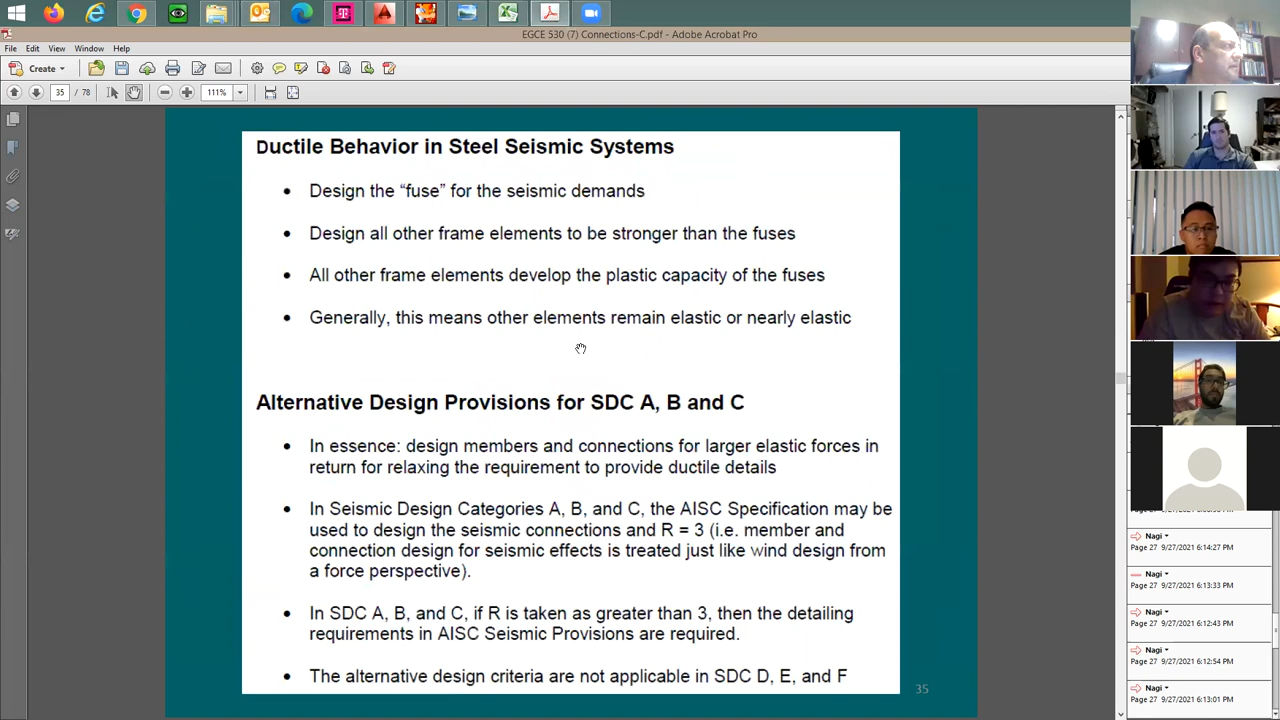 EGCE 530 (7) Connections-C.pdf - Adobe Acrobat Pro
File Edit View Window Help
Create
35 / 78 111%
Ductile Behavior in Steel Seismic Systems
• Design the “fuse” for the seismic demands
• Design all other frame elements to be stronger than the fuses
• All other frame elements develop the plastic capacity of the fuses
• Generally, this means other elements remain elastic or nearly elastic
Alternative Design Provisions for SDC A, B and C
• In essence: design members and connections for larger elastic forces in
return for relaxing the requirement to provide ductile details
• In Seismic Design Categories A, B, and C, the AISC Specification may be
used to design the seismic connections and R = 3 (i.e. member and
connection design for seismic effects is treated just like wind design from
a force perspective).
• In SDC A, B, and C, if R is taken as greater than 3, then the detailing
requirements in AISC Seismic Provisions are required.
• The alternative design criteria are not applicable in SDC D, E, and F
35
Nagi
Page 27 9/27/2021 6:14:27 PM
Nagi
Page 27 9/27/2021 6:13:33 PM
Nagi
Page 27 9/27/2021 6:12:43 PM
Nagi
Page 27 9/27/2021 6:12:54 PM
Nagi
Page 27 9/27/2021 6:13:01 PM